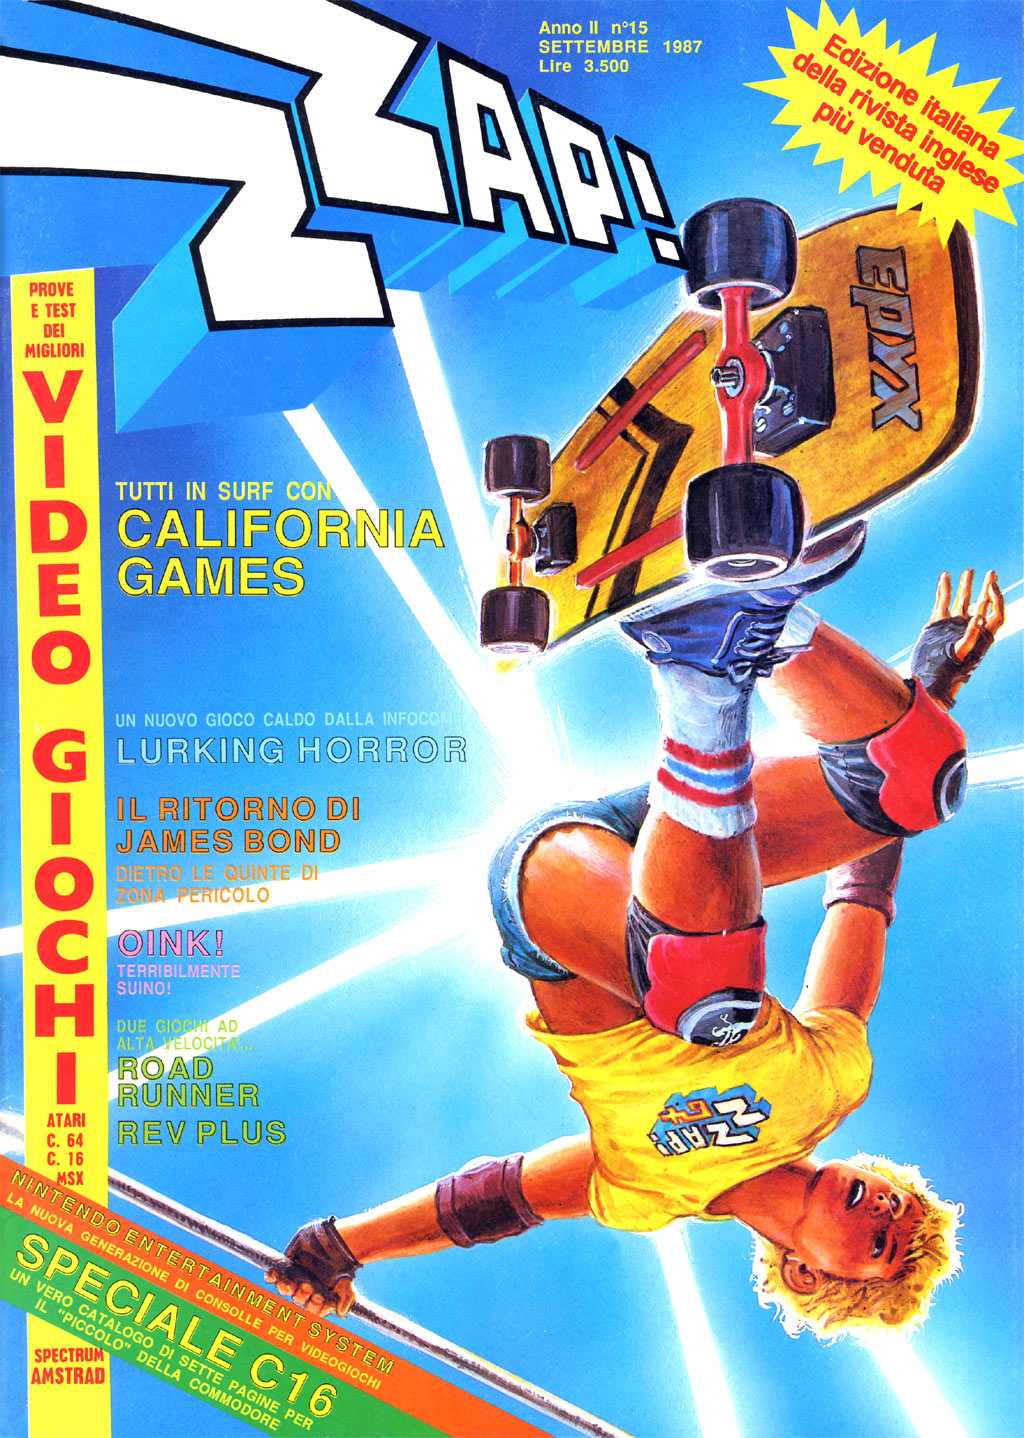 Anno II n°15
SETTEMBRE 1987
Lire 3.500
ZZAP!
Edizione italiana
della rivista inglese
più venduta
EPYX
PROVE
E TEST
DEI
MIGLIORI
VIDEO GIOCHI
ATARI
C. 64
C. 16
MSX
SPECTRUM
AMSTRAD
TUTTI IN SURF CON
CALIFORNIA
GAMES
UN NUOVO GIOCO CALDO DALLA INFOCOM
LURKING HORROR
IL RITORNO DI
JAMES BOND
DIETRO LE QUINTE DI
ZONA PERICOLO
OINK!
TERRIBILMENTE
SUINO!
DUE GIOCHI AD
ALTA VELOCITA'...
ROAD
RUNNER
REV PLUS
ZZAP!
64
NINTENDO ENTERTAINMENT SYSTEM
LA NUOVA GENERAZIONE DI CONSOLLE PER VIDEOGIOCHI
SPECIALE C16
UN VERO CATALOGO DI SETTE PAGINE PER
IL "PICCOLO" DELLA COMMODORE